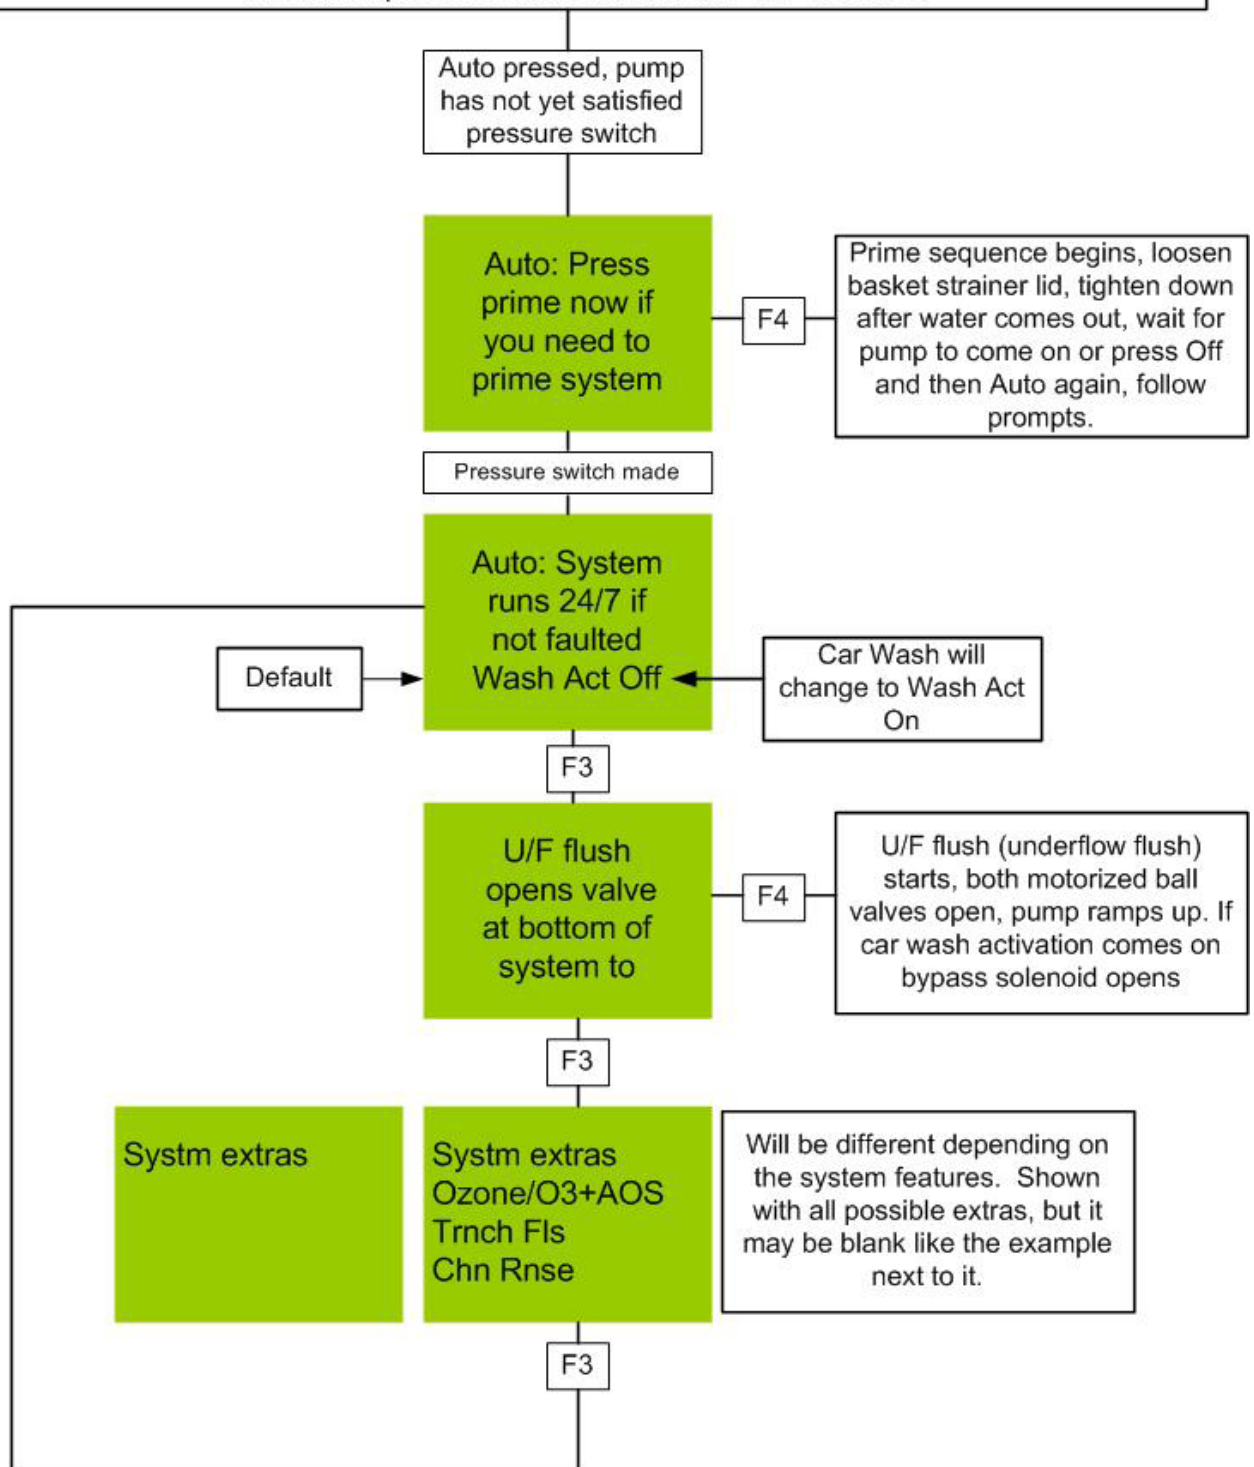 Auto pressed, pump
has not yet satisfied
pressure switch
Auto: Press
prime now if
you need to
prime system
F4
Prime sequence begins, loosen
basket strainer lid, tighten down
after water comes out, wait for
pump to come on or press Off
and then Auto again, follow
prompts.
Pressure switch made
Auto: System
runs 24/7 if
not faulted
Wash Act Off
Default
Car Wash will
change to Wash Act
On
F3
U/F flush
opens valve
at bottom of
system to
F4
U/F flush (underflow flush)
starts, both motorized ball
valves open, pump ramps up. If
car wash activation comes on
bypass solenoid opens
F3
Systm extras
Systm extras
Ozone/O3+AOS
Trnch Fls
Chn Rnse
Will be different depending on
the system features.  Shown
with all possible extras, but it
may be blank like the example
next to it.
F3